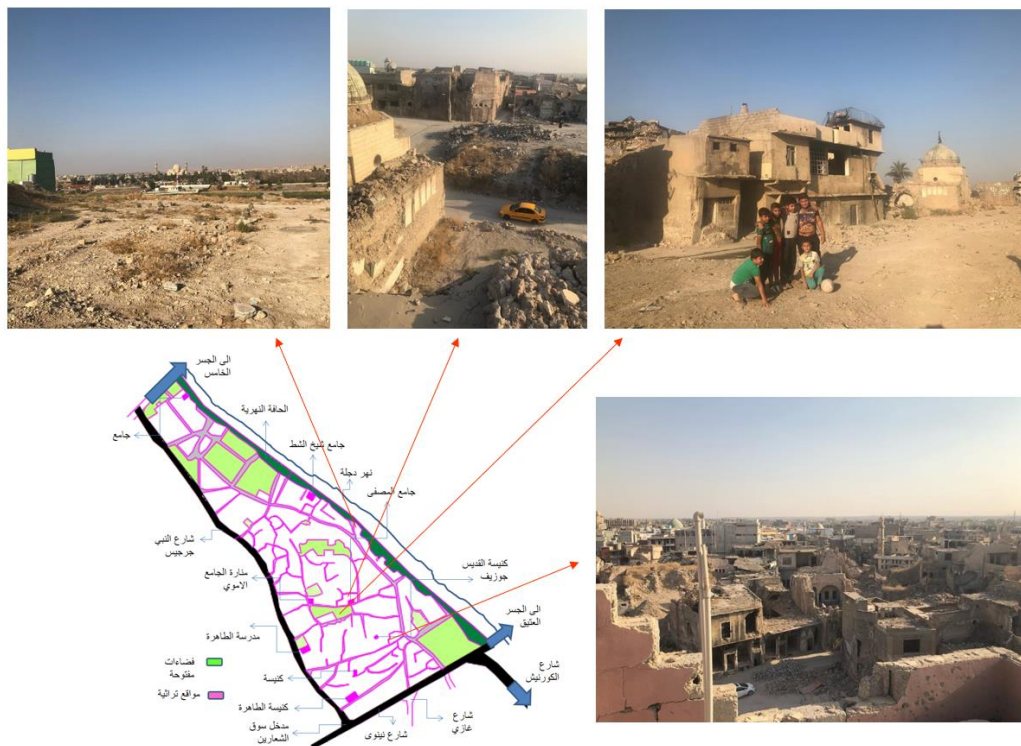 الى الجسر
الخامس
الحافة النهرية
جامع شيخ الشط
جامع
نهر دجلة
جامع المصفى
شارع النبي
جرجيس
كنيسة القديس
جوزيف
منارة الجامع
الاموي
الى الجسر
العتيق
مدرسة الطاهرة
فضاءات
مفتوحة
كنيسة
شارع
الكورنيش
مواقع تراثية
كنيسة الطاهرة
مدخل سوق
الشعارين
شارع نينوى
شارع
غازي